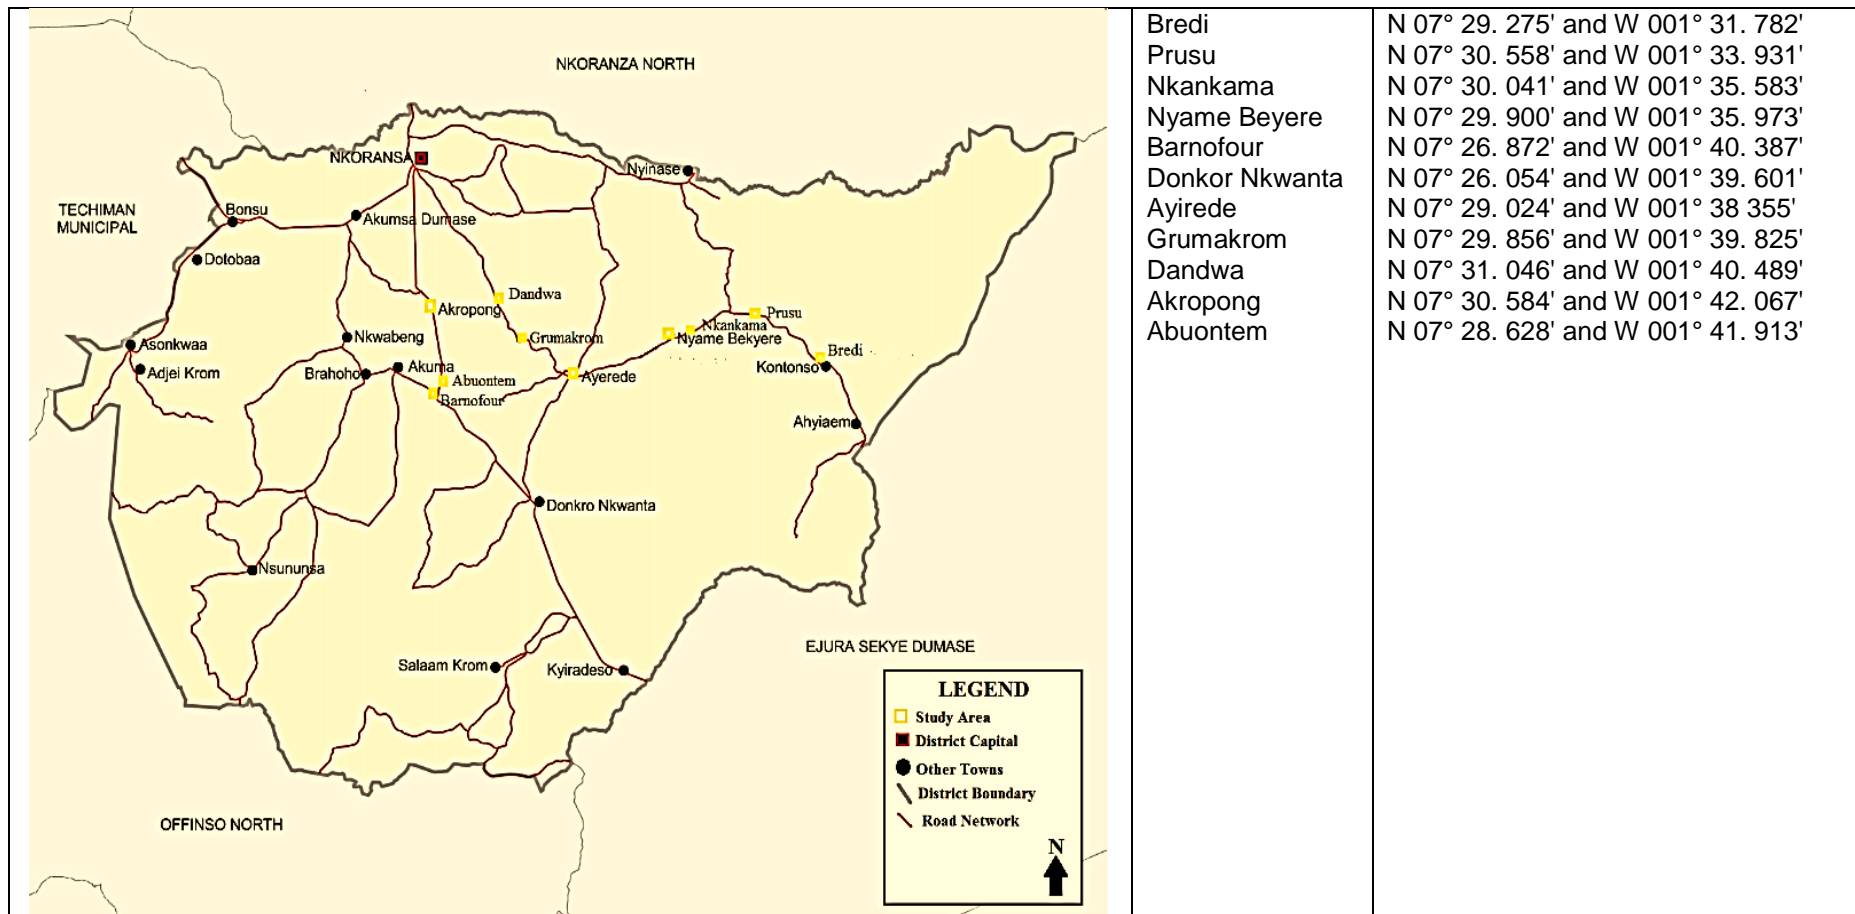 NKORANZA NORTH
NKORANSA
Nyinase
TECHIMAN
MUNICIPAL
Bonsu
Akumsa Dumase
Dotobaa
Dandwa
Akropong
Prusu
Nkankama
Nyame Bekyere
Grumakrom
Nkwabeng
Asonkwaa
Bredi
Kontonso
Adjei Krom
Brahoho
Akuma
Abuontem
Ayerede
Barnofour
Ahyiaem
Donkro Nkwanta
Nsununsa
EJURA SEKYE DUMASE
Salaam Krom
Kyiradeso
OFFINSO NORTH
LEGEND
Study Area
District Capital
Other Towns
District Boundary
Road Network
N
Bredi N 07° 29. 275' and W 001° 31. 782'
Prusu N 07° 30. 558' and W 001° 33. 931'
Nkankama N 07° 30. 041' and W 001° 35. 583'
Nyame Beyere N 07° 29. 900' and W 001° 35. 973'
Barnofour N 07° 26. 872' and W 001° 40. 387'
Donkor Nkwanta N 07° 26. 054' and W 001° 39. 601'
Ayirede N 07° 29. 024' and W 001° 38 355'
Grumakrom N 07° 29. 856' and W 001° 39. 825'
Dandwa N 07° 31. 046' and W 001° 40. 489'
Akropong N 07° 30. 584' and W 001° 42. 067'
Abuontem N 07° 28. 628' and W 001° 41. 913'